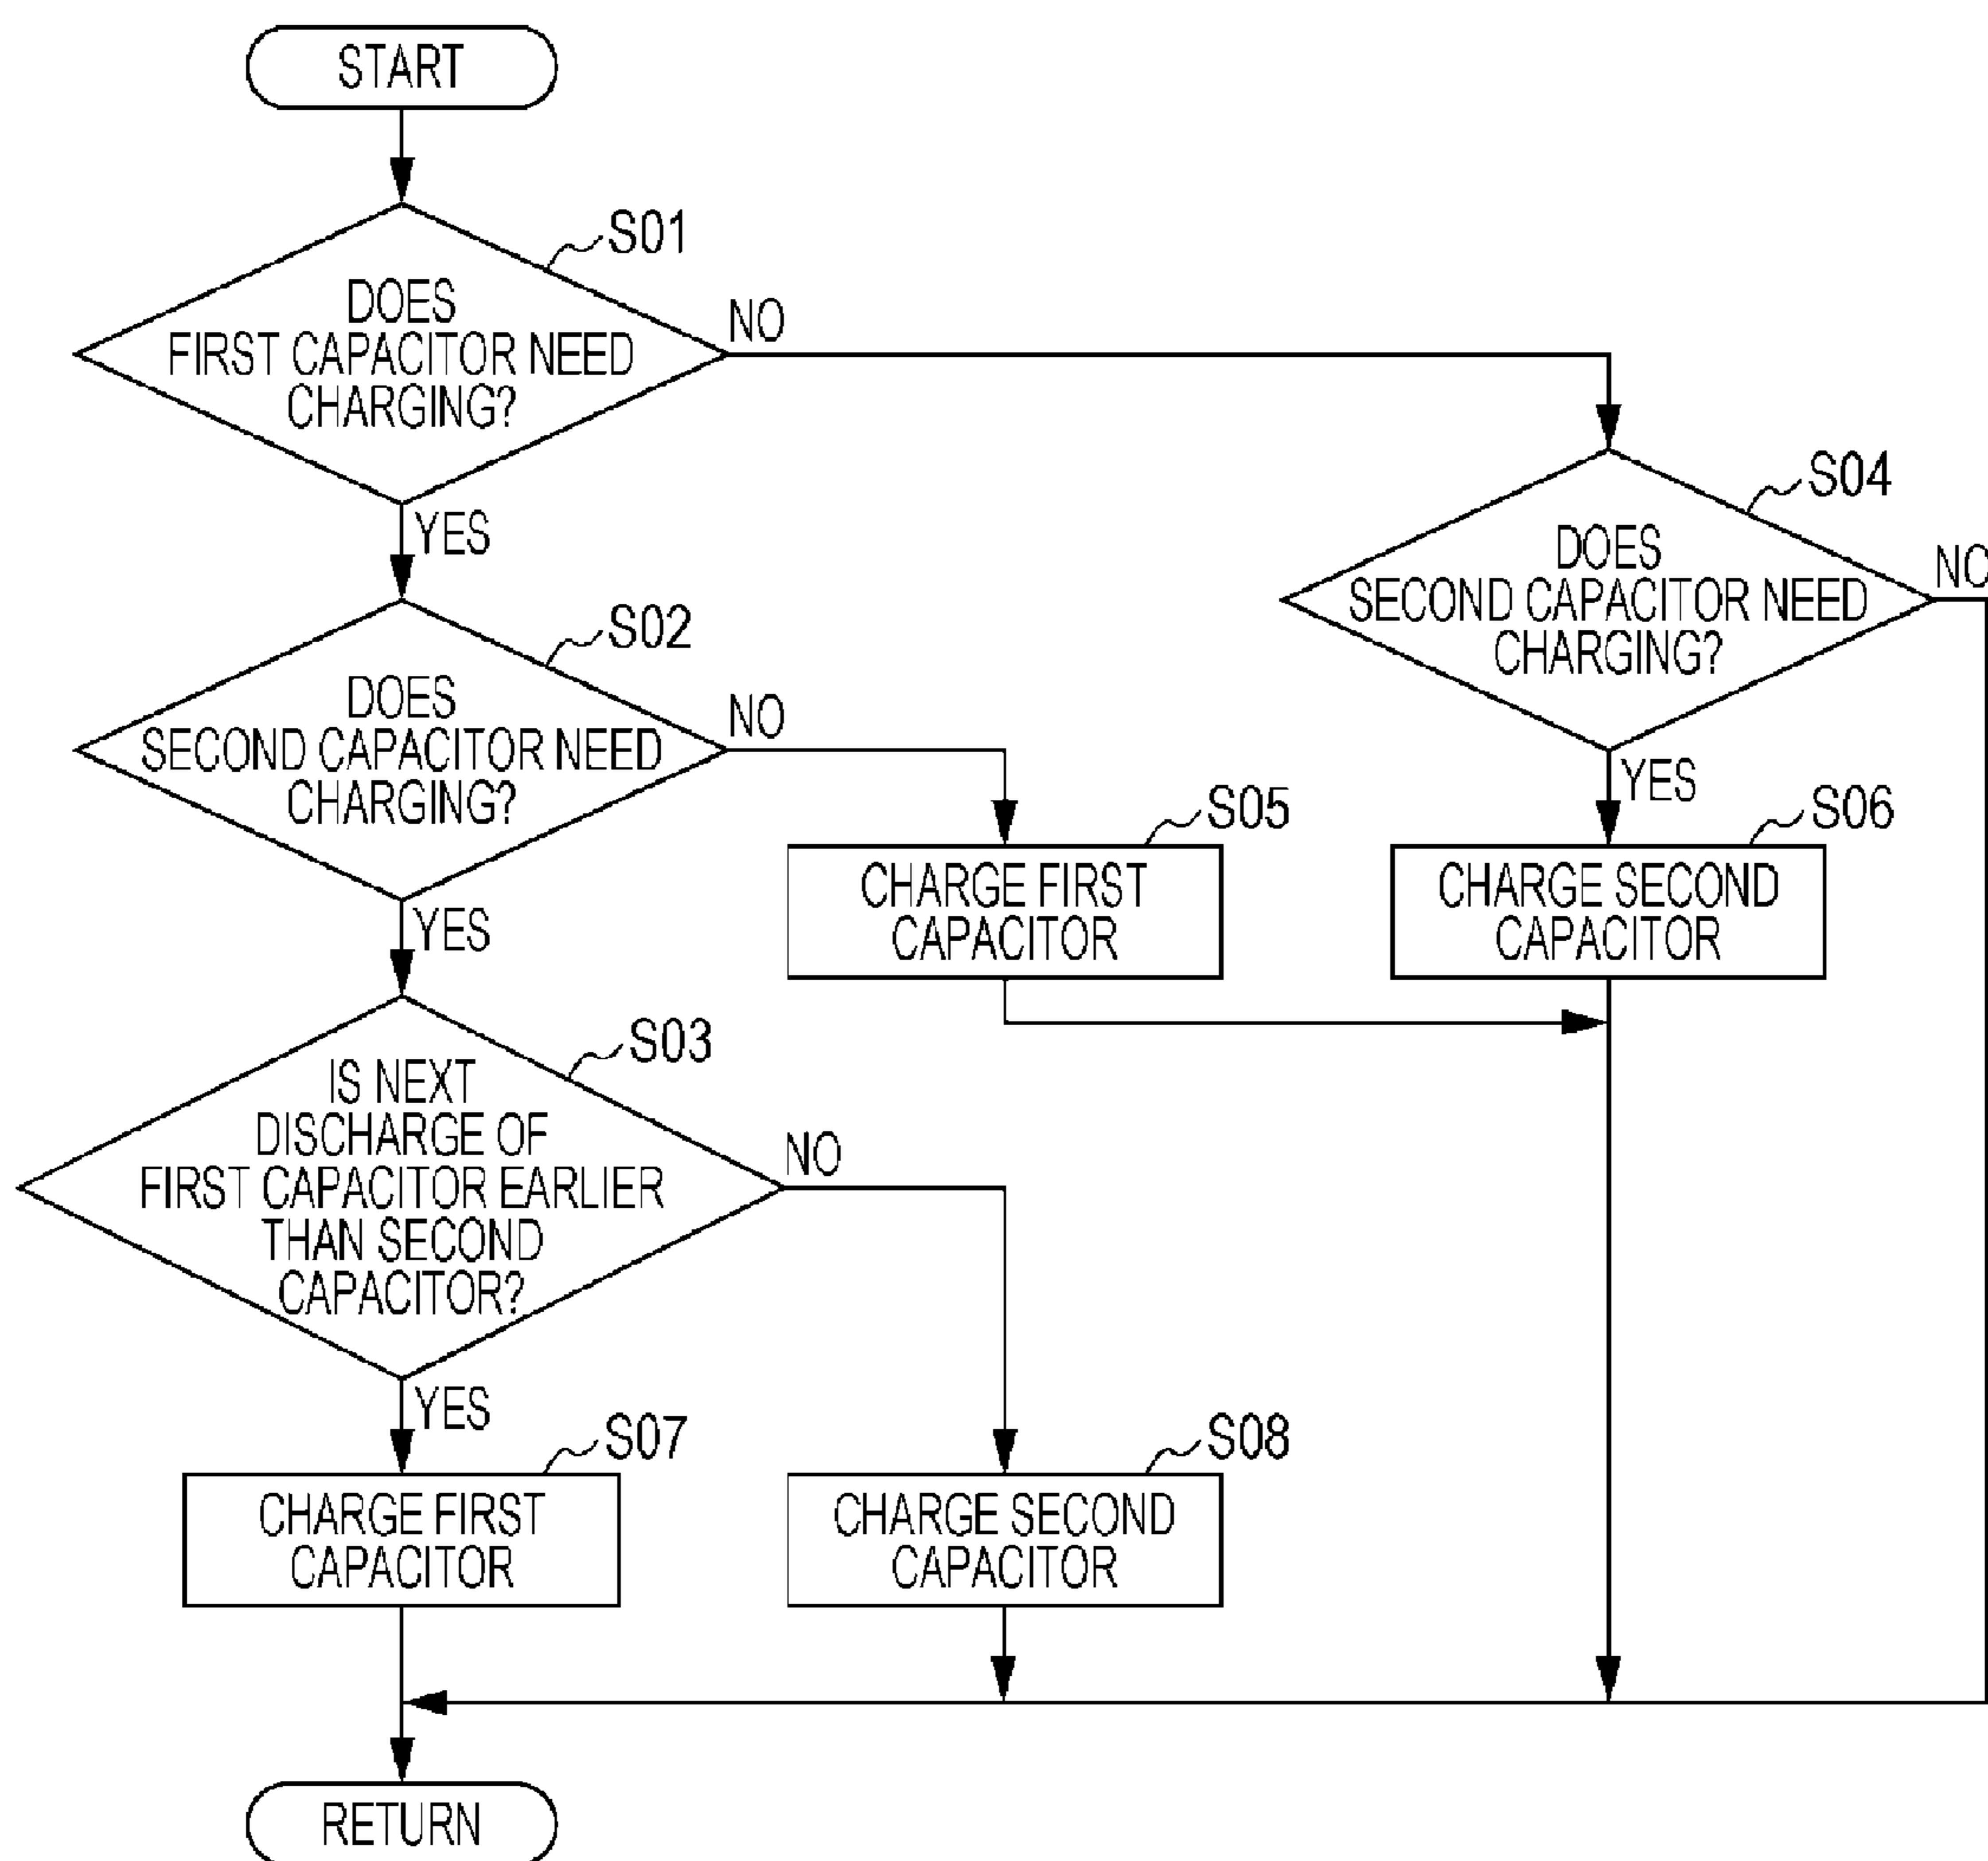 START
S01
DOES
FIRST CAPACITOR NEED
CHARGING?
NO
YES
S04
DOES
SECOND CAPACITOR NEED
CHARGING?
NO
YES
S02
DOES
SECOND CAPACITOR NEED
CHARGING?
NO
YES
S05
CHARGE FIRST
CAPACITOR
S06
CHARGE SECOND
CAPACITOR
S03
IS NEXT
DISCHARGE OF
FIRST CAPACITOR EARLIER
THAN SECOND
CAPACITOR?
NO
YES
S07
CHARGE FIRST
CAPACITOR
S08
CHARGE SECOND
CAPACITOR
RETURN